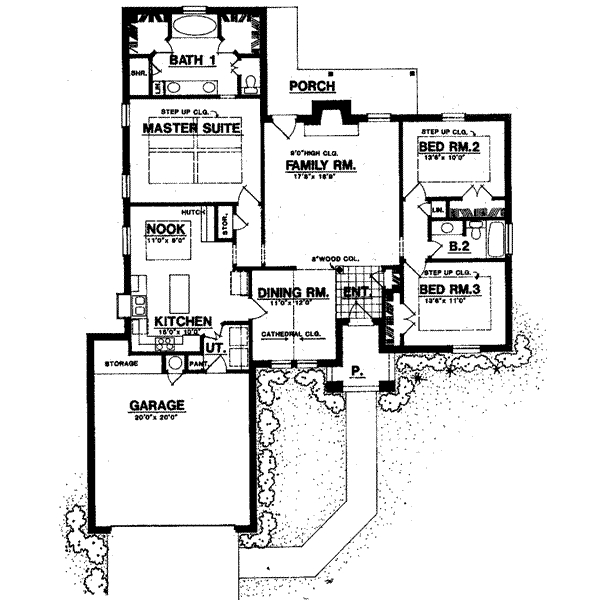 BATH 1
SHR.
LIN.
PORCH
STEP UP CLG.
MASTER SUITE
9'0" HIGH CLG.
FAMILY RM.
17'8" X 18'9"
STEP UP CLG.
BED RM.2
13'6" X 10'0"
LIN.
HUTCH
STOR.
NOOK
11'0" X 9'0"
B.2
8" WOOD COL.
STEP UP CLG.
BED RM.3
13'6" X 11'0"
DINING RM.
11'0" X 12'0"
ENT.
KITCHEN
15'0" X 10'0"
CATHEDRAL CLG.
UT.
STORAGE
PANT.
P.
GARAGE
20'0" X 20'0"